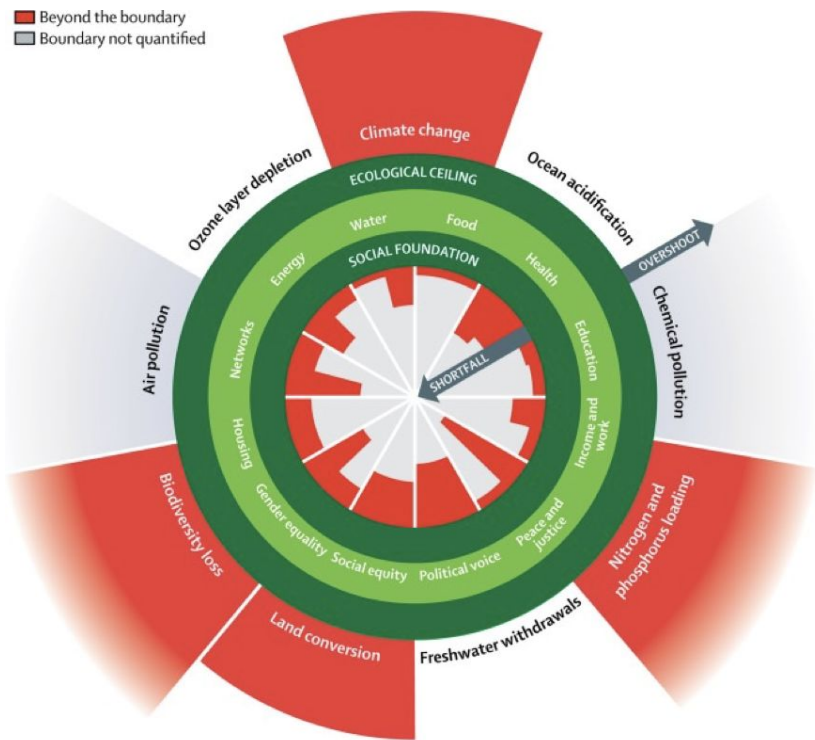 Beyond the boundary
Boundary not quantified
Climate change
Ozone layer depletion
Ocean acidification
ECOLOGICAL CEILING
Water
Food
Energy
Health
SOCIAL FOUNDATION
OVERSHOOT
Networks
Education
SHORTFALL
Air pollution
Chemical pollution
Housing
Income and
work
Gender equality
Peace and
justice
Social equity
Political voice
Biodiversity loss
Nitrogen and
phosphorus loading
Land conversion
Freshwater withdrawals